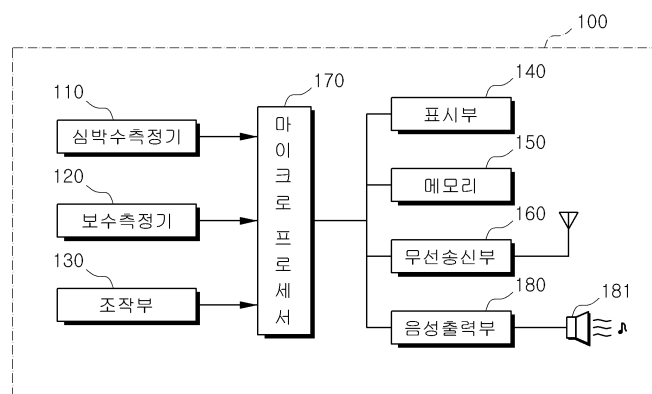 100
110
심박수측정기
120
보수측정기
130
조작부
170
마이크로 프로세서
140
표시부
150
메모리
160
무선송신부
180
음성출력부
181